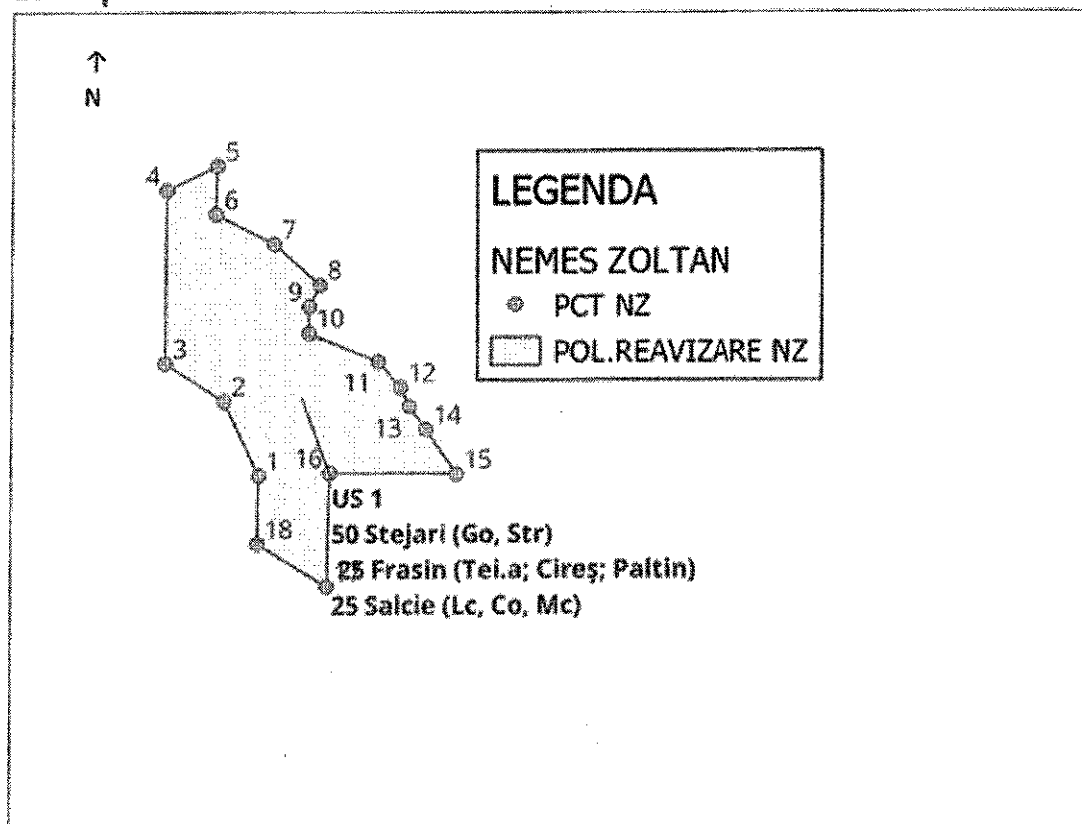 N
5
4
6
7
8
9
10
3
11
12
2
13
14
1
16
15
US 1
18
50 Stejari (Go, Str)
25 Frasin (Tei.a; Cireş; Paltin)
25 Salcie (Lc, Co, Mc)
LEGENDA
NEMES ZOLTAN
PCT NZ
POL.REAVIZARE NZ